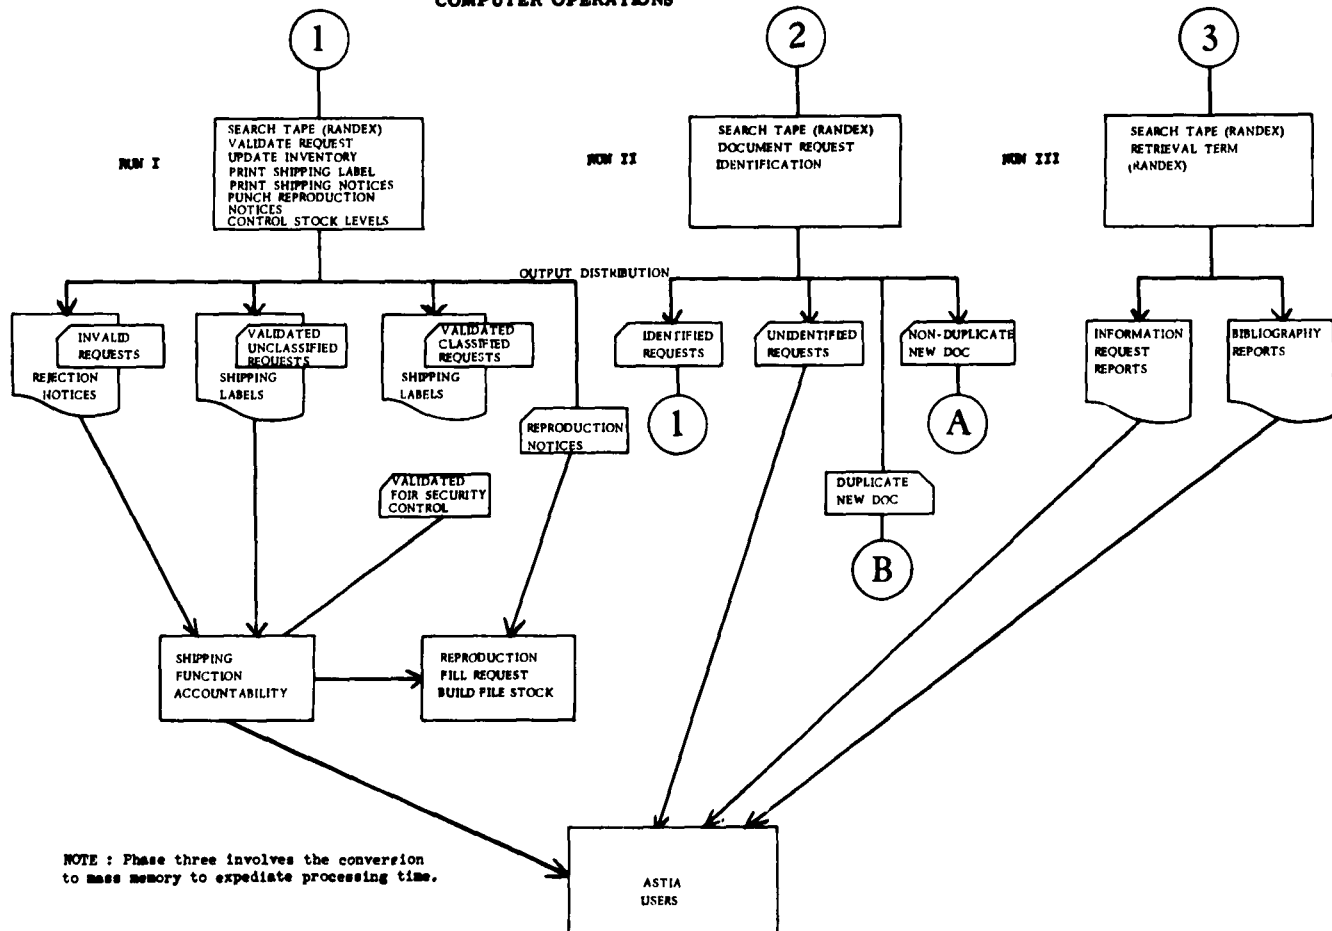 COMPUTER OPERATIONS
1
2
3
RUN I
SEARCH TAPE (RANDEX)
VALIDATE REQUEST
UPDATE INVENTORY
PRINT SHIPPING LABEL
PRINT SHIPPING NOTICES
PUNCH REPRODUCTION
NOTICES
CONTROL STOCK LEVELS
RUN II
SEARCH TAPE (RANDEX)
DOCUMENT REQUEST
IDENTIFICATION
RUN III
SEARCH TAPE (RANDEX)
RETRIEVAL TERM
(RANDEX)
OUTPUT DISTRIBUTION
INVALID
REQUESTS
REJECTION
NOTICES
VALIDATED
UNCLASSIFIED
REQUESTS
SHIPPING
LABELS
VALIDATED
CLASSIFIED
REQUESTS
SHIPPING
LABELS
REPRODUCTION
NOTICES
IDENTIFIED
REQUESTS
1
UNIDENTIFIED
REQUESTS
NON-DUPLICATE
NEW DOC
A
INFORMATION
REQUEST
REPORTS
BIBLIOGRAPHY
REPORTS
VALIDATED
FOIR SECURITY
CONTROL
DUPLICATE
NEW DOC
B
SHIPPING
FUNCTION
ACCOUNTABILITY
REPRODUCTION
FILL REQUEST
BUILD FILE STOCK
NOTE : Phase three involves the conversion
to mass memory to expediate processing time.
ASTIA
USERS